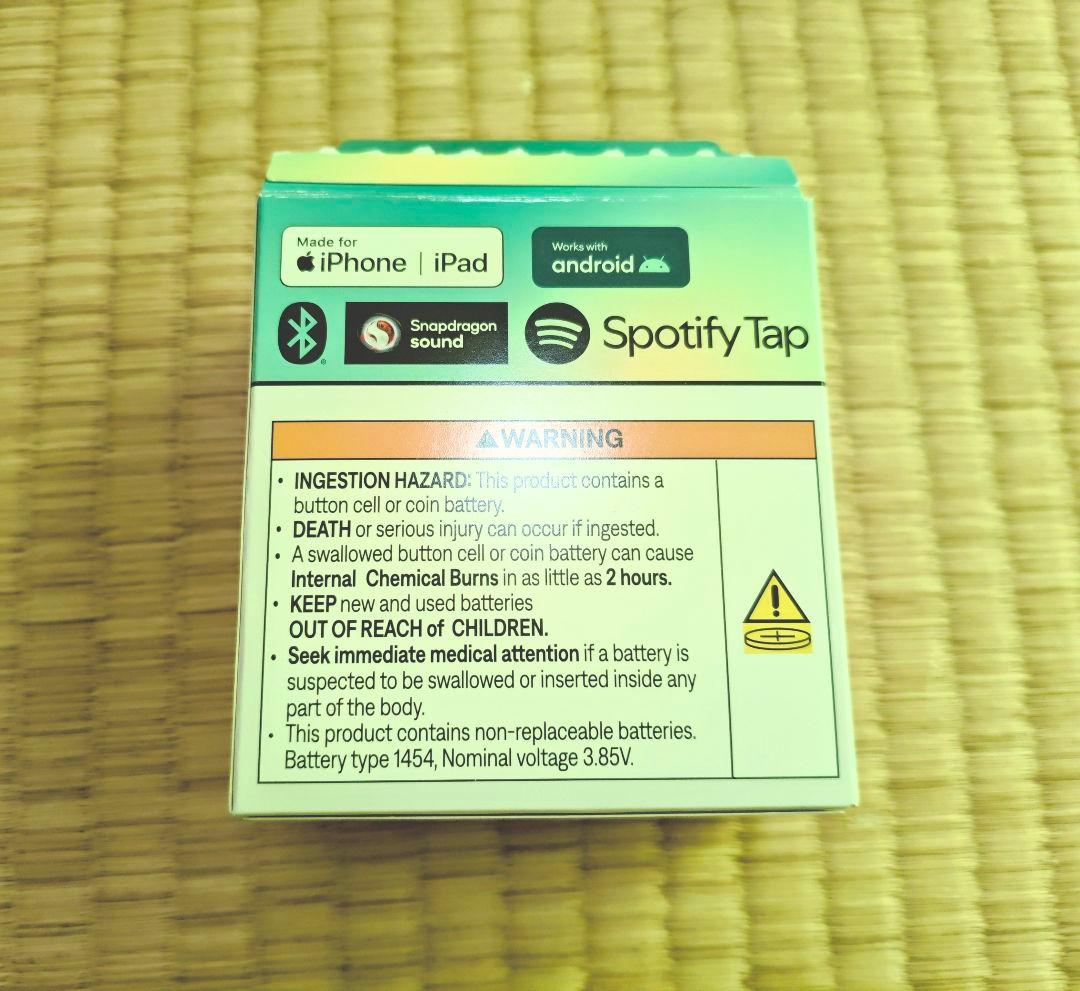 Made for
iPhone | iPad
Works with
android
Snapdragon
sound
Spotify Tap
WARNING
• INGESTION HAZARD: This product contains a
button cell or coin battery.
• DEATH or serious injury can occur if ingested.
• A swallowed button cell or coin battery can cause
Internal Chemical Burns in as little as 2 hours.
• KEEP new and used batteries
OUT OF REACH of CHILDREN.
• Seek immediate medical attention if a battery is
suspected to be swallowed or inserted inside any
part of the body.
• This product contains non-replaceable batteries.
Battery type 1454, Nominal voltage 3.85V.